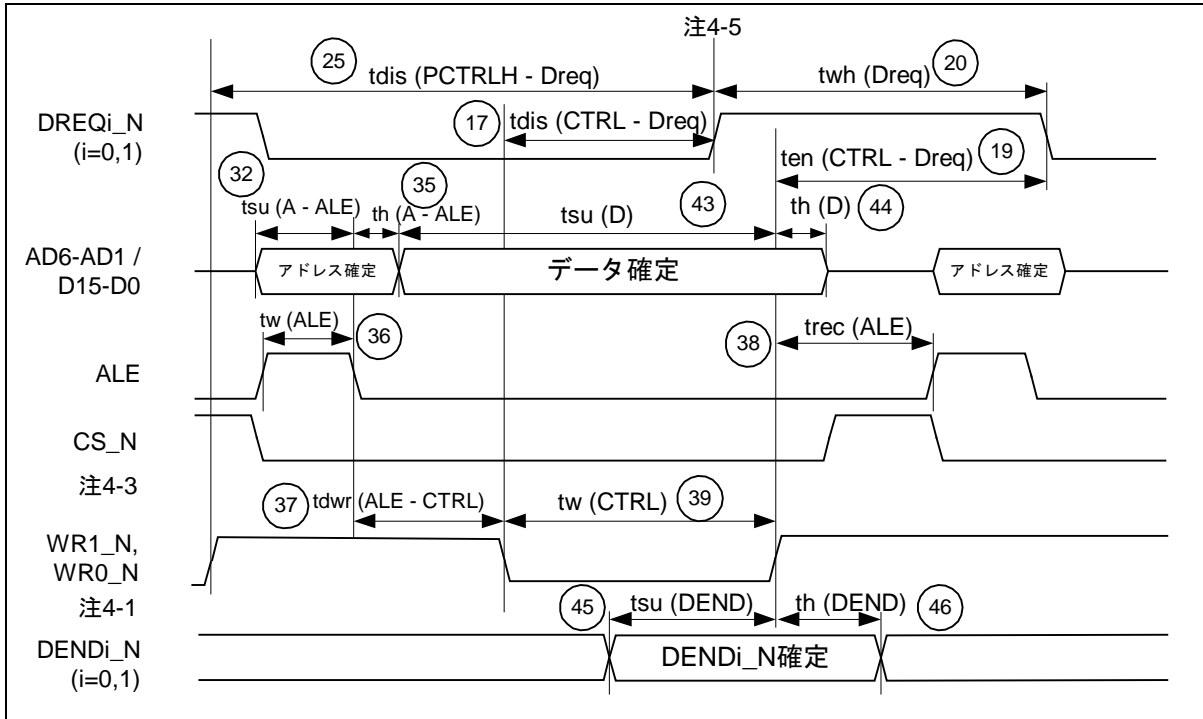 注4-5
25
tdis (PCTRLH - Dreq)
twh (Dreq)
20
DREQi_N
(i=0,1)
17
tdis (CTRL - Dreq)
ten (CTRL - Dreq)
19
32
35
tsu (A - ALE)
th (A - ALE)
tsu (D)
43
th (D)
44
AD6-AD1 /
D15-D0
アドレス確定
データ確定
アドレス確定
tw (ALE)
36
38
trec (ALE)
ALE
CS_N
注4-3
37
tdwr (ALE - CTRL)
tw (CTRL)
39
WR1_N,
WR0_N
注4-1
45
tsu (DEND)
th (DEND)
46
DENDi_N
(i=0,1)
DENDi_N確定